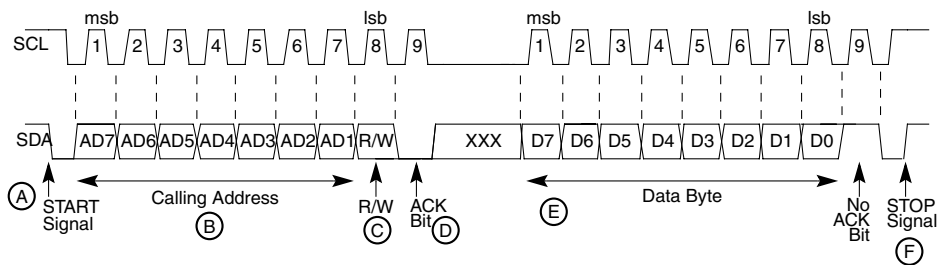 msb lsb msb lsb
SCL 1 2 3 4 5 6 7 8 9 1 2 3 4 5 6 7 8 9
SDA AD7 AD6 AD5 AD4 AD3 AD2 AD1 R/W XXX D7 D6 D5 D4 D3 D2 D1 D0
A START Signal
Calling Address
B
R/W
C
ACK
Bit D
E
Data Byte
No
ACK
Bit
STOP
Signal
F